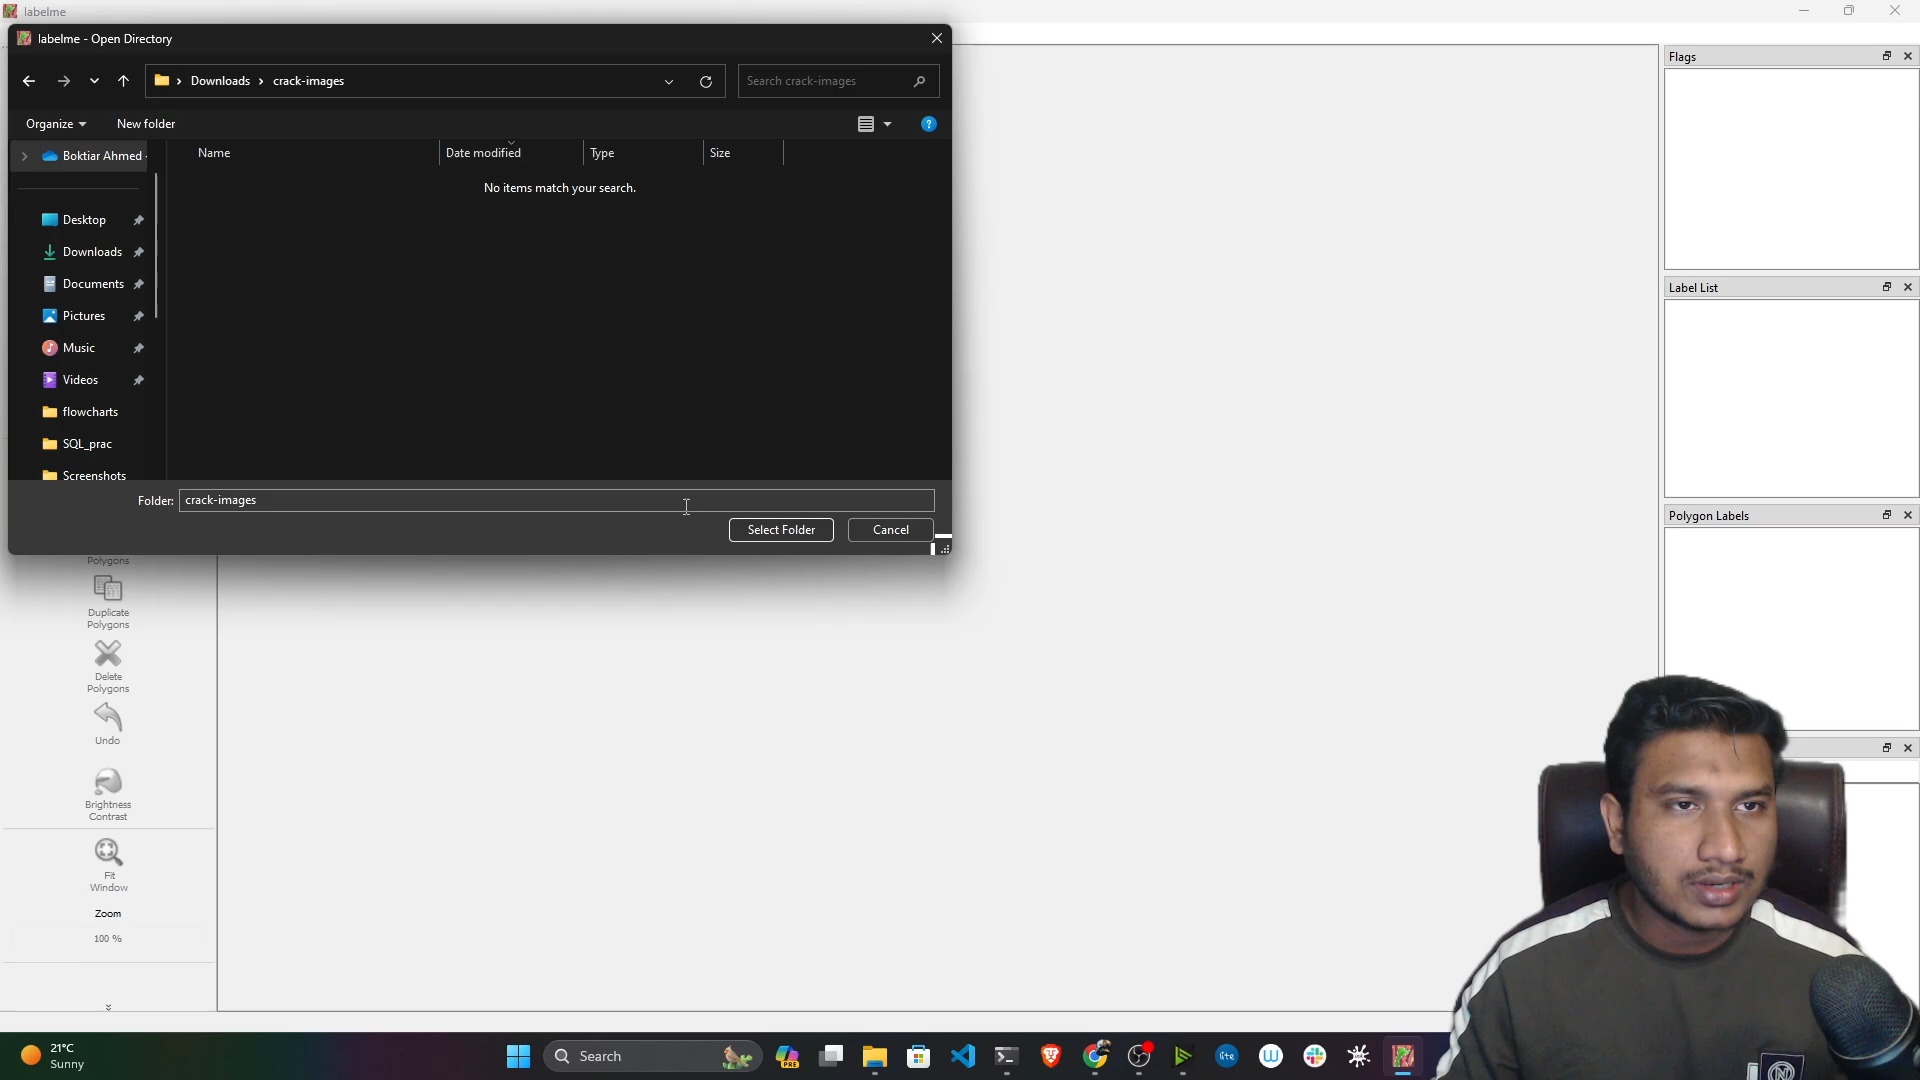 labelme
labelme - Open Directory
Downloads > crack-images
Search crack-images
Organize
New folder
Boktiar Ahmed
Name
Date modified
Type
Size
No items match your search.
Desktop
Downloads
Documents
Pictures
Music
Videos
flowcharts
SQL_prac
Screenshots
Folder:
crack-images
Select Folder
Cancel
Flags
Label List
Polygon Labels
Polygons
Duplicate
Polygons
Delete
Polygons
Undo
Brightness
Contrast
Fit
Window
Zoom
100 %
21°C
Sunny
Search
PRE
lite